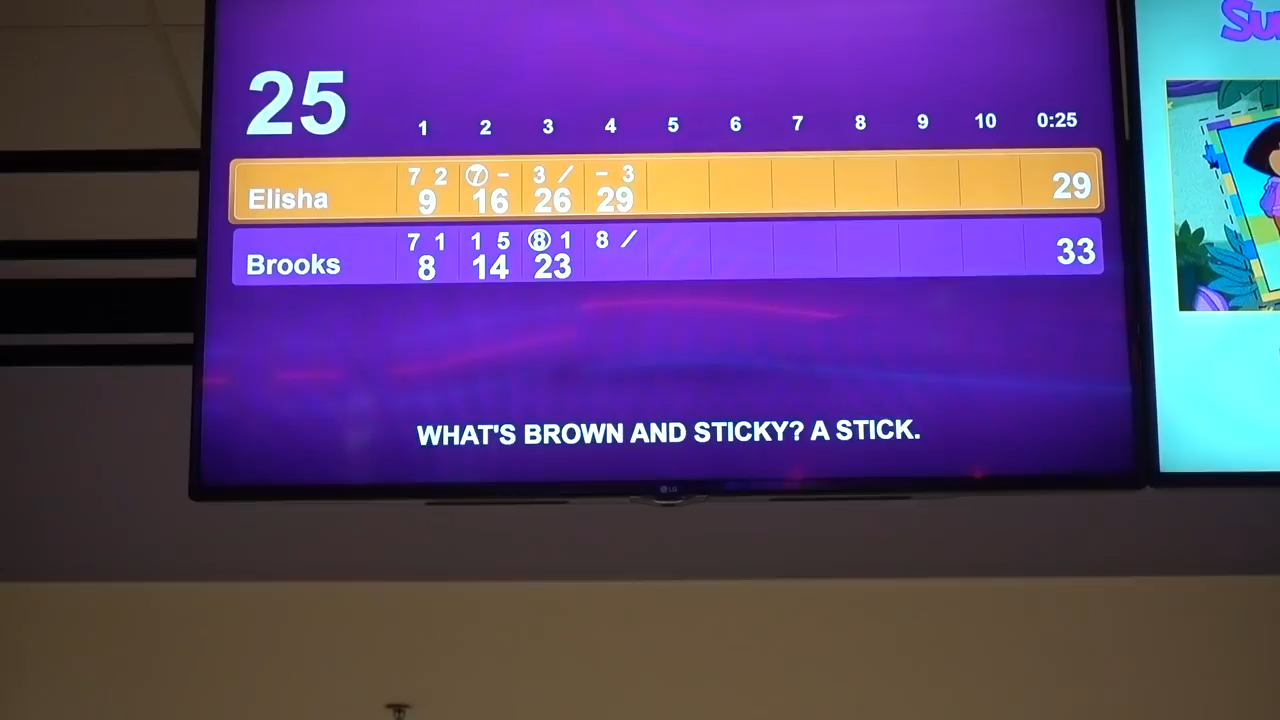 25 1 2 3 4 5 6 7 8 9 10 0:25
7 2 7 - 3 / - 3
Elisha 9 16 26 29 29
7 1 1 5 8 1 8 /
Brooks 8 14 23 33
WHAT'S BROWN AND STICKY? A STICK.
LG